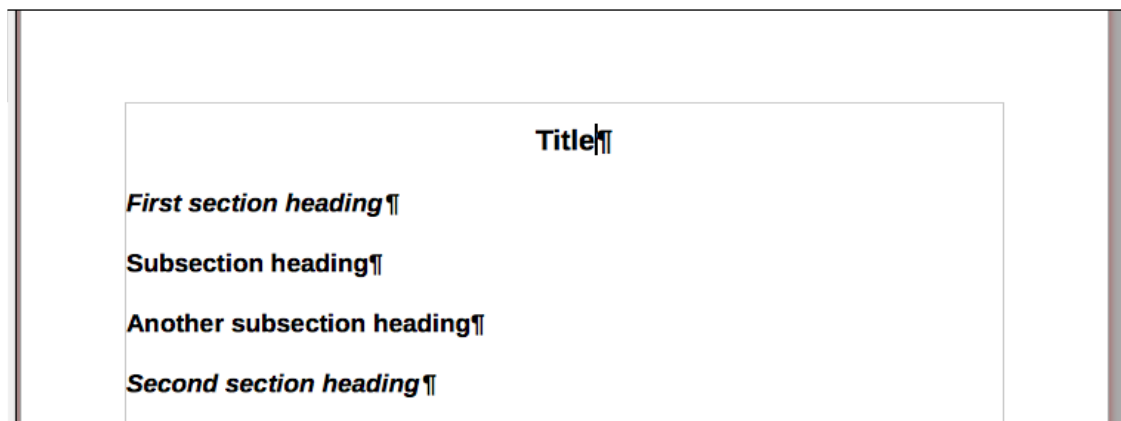 Title¶
First section heading¶
Subsection heading¶
Another subsection heading¶
Second section heading¶